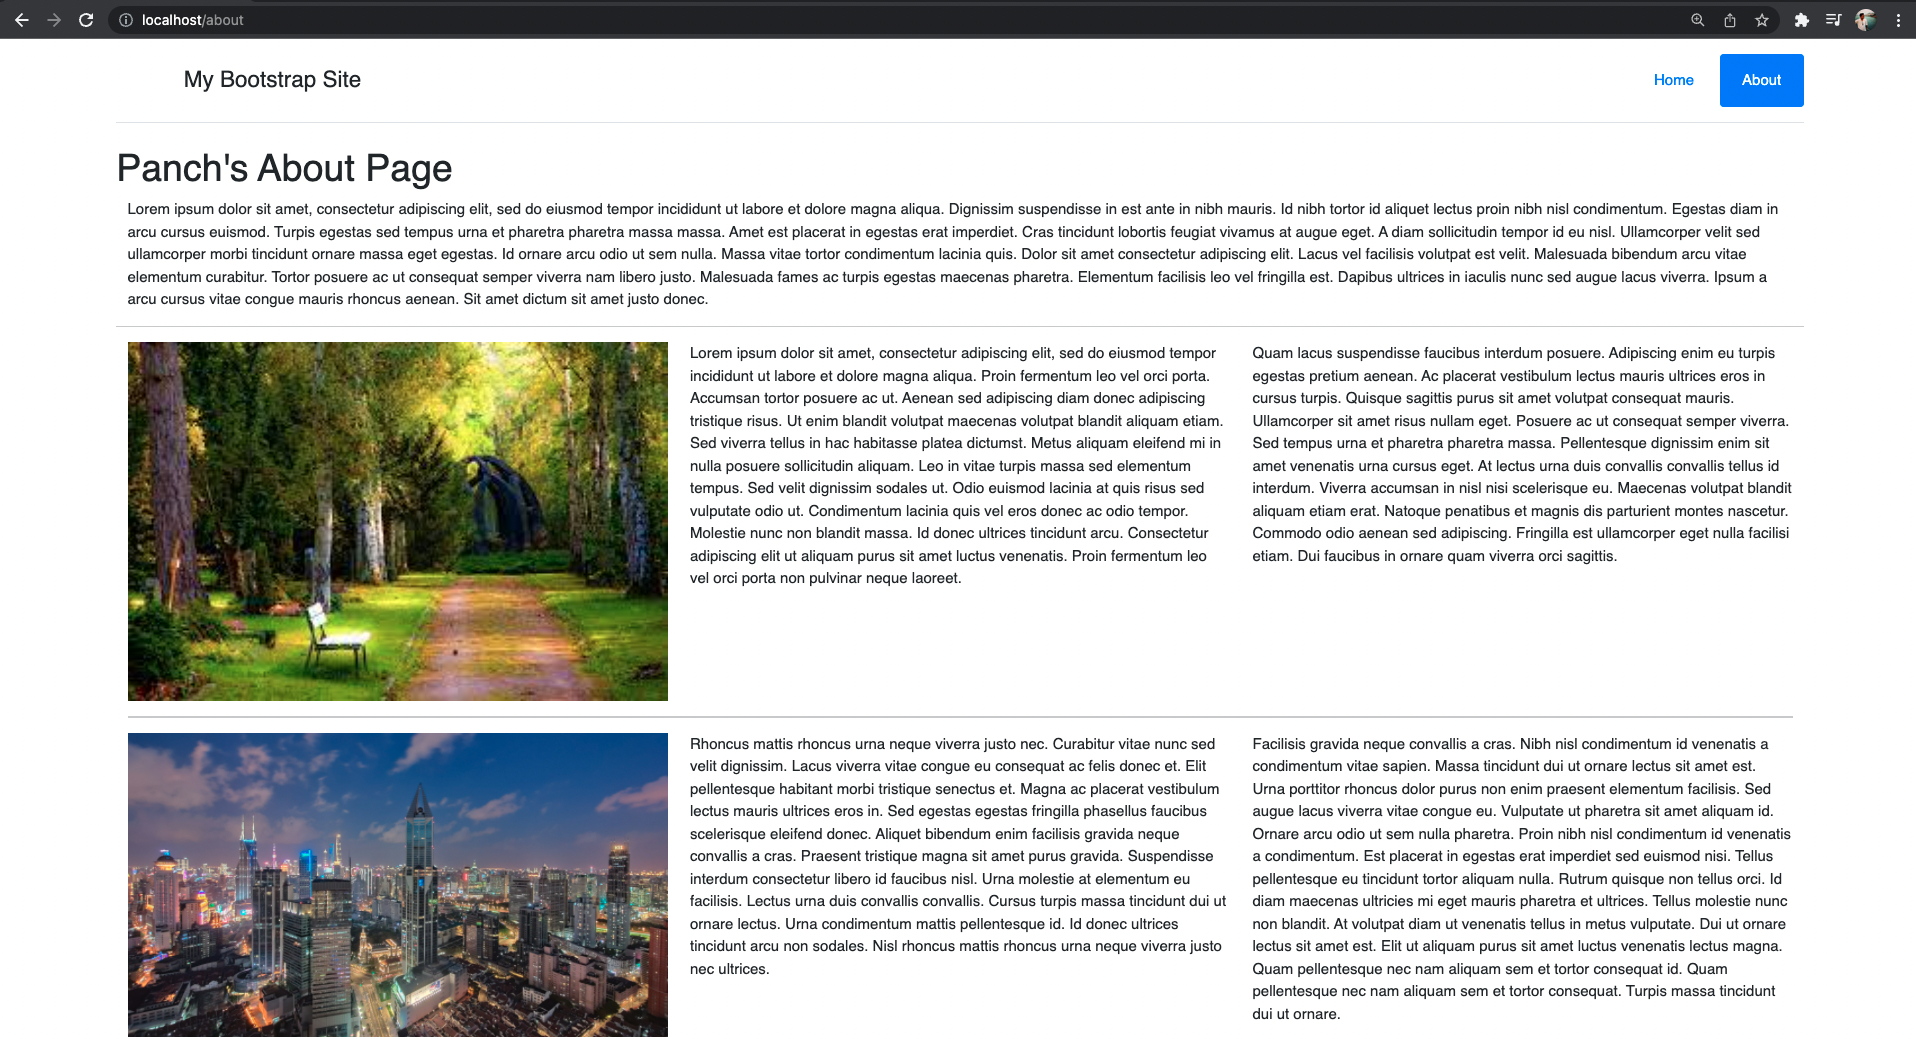 localhost/about
My Bootstrap Site
Home
About
Panch's About Page
Lorem ipsum dolor sit amet, consectetur adipiscing elit, sed do eiusmod tempor incididunt ut labore et dolore magna aliqua. Dignissim suspendisse in est ante in nibh mauris. Id nibh tortor id aliquet lectus proin nibh nisl condimentum. Egestas diam in
arcu cursus euismod. Turpis egestas sed tempus urna et pharetra pharetra massa massa. Amet est placerat in egestas erat imperdiet. Cras tincidunt lobortis feugiat vivamus at augue eget. A diam sollicitudin tempor id eu nisl. Ullamcorper velit sed
ullamcorper morbi tincidunt ornare massa eget egestas. Id ornare arcu odio ut sem nulla. Massa vitae tortor condimentum lacinia quis. Dolor sit amet consectetur adipiscing elit. Lacus vel facilisis volutpat est velit. Malesuada bibendum arcu vitae
elementum curabitur. Tortor posuere ac ut consequat semper viverra nam libero justo. Malesuada fames ac turpis egestas maecenas pharetra. Elementum facilisis leo vel fringilla est. Dapibus ultrices in iaculis nunc sed augue lacus viverra. Ipsum a
arcu cursus vitae congue mauris rhoncus aenean. Sit amet dictum sit amet justo donec.
Lorem ipsum dolor sit amet, consectetur adipiscing elit, sed do eiusmod tempor
incididunt ut labore et dolore magna aliqua. Proin fermentum leo vel orci porta.
Accumsan tortor posuere ac ut. Aenean sed adipiscing diam donec adipiscing
tristique risus. Ut enim blandit volutpat maecenas volutpat blandit aliquam etiam.
Sed viverra tellus in hac habitasse platea dictumst. Metus aliquam eleifend mi in
nulla posuere sollicitudin aliquam. Leo in vitae turpis massa sed elementum
tempus. Sed velit dignissim sodales ut. Odio euismod lacinia at quis risus sed
vulputate odio ut. Condimentum lacinia quis vel eros donec ac odio tempor.
Molestie nunc non blandit massa. Id donec ultrices tincidunt arcu. Consectetur
adipiscing elit ut aliquam purus sit amet luctus venenatis. Proin fermentum leo
vel orci porta non pulvinar neque laoreet.
Quam lacus suspendisse faucibus interdum posuere. Adipiscing enim eu turpis
egestas pretium aenean. Ac placerat vestibulum lectus mauris ultrices eros in
cursus turpis. Quisque sagittis purus sit amet volutpat consequat mauris.
Ullamcorper sit amet risus nullam eget. Posuere ac ut consequat semper viverra.
Sed tempus urna et pharetra pharetra massa. Pellentesque dignissim enim sit
amet venenatis urna cursus eget. At lectus urna duis convallis convallis tellus id
interdum. Viverra accumsan in nisl nisi scelerisque eu. Maecenas volutpat blandit
aliquam etiam erat. Natoque penatibus et magnis dis parturient montes nascetur.
Commodo odio aenean sed adipiscing. Fringilla est ullamcorper eget nulla facilisi
etiam. Dui faucibus in ornare quam viverra orci sagittis.
Rhoncus mattis rhoncus urna neque viverra justo nec. Curabitur vitae nunc sed
velit dignissim. Lacus viverra vitae congue eu consequat ac felis donec et. Elit
pellentesque habitant morbi tristique senectus et. Magna ac placerat vestibulum
lectus mauris ultrices eros in. Sed egestas egestas fringilla phasellus faucibus
scelerisque eleifend donec. Aliquet bibendum enim facilisis gravida neque
convallis a cras. Praesent tristique magna sit amet purus gravida. Suspendisse
interdum consectetur libero id faucibus nisl. Urna molestie at elementum eu
facilisis. Lectus urna duis convallis convallis. Cursus turpis massa tincidunt dui ut
ornare lectus. Urna condimentum mattis pellentesque id. Id donec ultrices
tincidunt arcu non sodales. Nisl rhoncus mattis rhoncus urna neque viverra justo
nec ultrices.
Facilisis gravida neque convallis a cras. Nibh nisl condimentum id venenatis a
condimentum vitae sapien. Massa tincidunt dui ut ornare lectus sit amet est.
Urna porttitor rhoncus dolor purus non enim praesent elementum facilisis. Sed
augue lacus viverra vitae congue eu. Vulputate ut pharetra sit amet aliquam id.
Ornare arcu odio ut sem nulla pharetra. Proin nibh nisl condimentum id venenatis
a condimentum. Est placerat in egestas erat imperdiet sed euismod nisi. Tellus
pellentesque eu tincidunt tortor aliquam nulla. Rutrum quisque non tellus orci. Id
diam maecenas ultricies mi eget mauris pharetra et ultrices. Tellus molestie nunc
non blandit. At volutpat diam ut venenatis tellus in metus vulputate. Dui ut ornare
lectus sit amet est. Elit ut aliquam purus sit amet luctus venenatis lectus magna.
Quam pellentesque nec nam aliquam sem et tortor consequat id. Quam
pellentesque nec nam aliquam sem et tortor consequat. Turpis massa tincidunt
dui ut ornare.